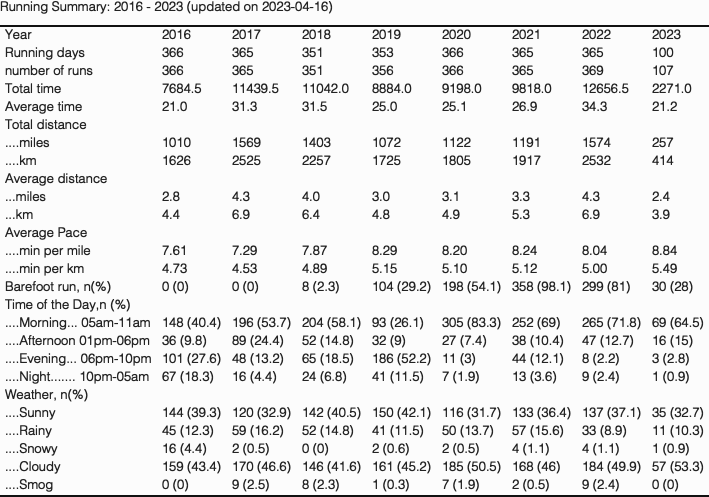 Running Summary: 2016 - 2023 (updated on 2023-04-16)
Year 2016 2017 2018 2019 2020 2021 2022 2023
Running days 366 365 351 353 366 365 365 100
number of runs 366 365 351 356 366 365 369 107
Total time 7684.5 11439.5 11042.0 8884.0 9198.0 9818.0 12656.5 2271.0
Average time 21.0 31.3 31.5 25.0 25.1 26.9 34.3 21.2
Total distance
....miles 1010 1569 1403 1072 1122 1191 1574 257
....km 1626 2525 2257 1725 1805 1917 2532 414
Average distance
...miles 2.8 4.3 4.0 3.0 3.1 3.3 4.3 2.4
...km 4.4 6.9 6.4 4.8 4.9 5.3 6.9 3.9
Average Pace
....min per mile 7.61 7.29 7.87 8.29 8.20 8.24 8.04 8.84
....min per km 4.73 4.53 4.89 5.15 5.10 5.12 5.00 5.49
Barefoot run, n(%) 0 (0) 0 (0) 8 (2.3) 104 (29.2) 198 (54.1) 358 (98.1) 299 (81) 30 (28)
Time of the Day,n (%)
....Morning... 05am-11am 148 (40.4) 196 (53.7) 204 (58.1) 93 (26.1) 305 (83.3) 252 (69) 265 (71.8) 69 (64.5)
....Afternoon 01pm-06pm 36 (9.8) 89 (24.4) 52 (14.8) 32 (9) 27 (7.4) 38 (10.4) 47 (12.7) 16 (15)
....Evening... 06pm-10pm 101 (27.6) 48 (13.2) 65 (18.5) 186 (52.2) 11 (3) 44 (12.1) 8 (2.2) 3 (2.8)
....Night....... 10pm-05am 67 (18.3) 16 (4.4) 24 (6.8) 41 (11.5) 7 (1.9) 13 (3.6) 9 (2.4) 1 (0.9)
Weather, n(%)
....Sunny 144 (39.3) 120 (32.9) 142 (40.5) 150 (42.1) 116 (31.7) 133 (36.4) 137 (37.1) 35 (32.7)
....Rainy 45 (12.3) 59 (16.2) 52 (14.8) 41 (11.5) 50 (13.7) 57 (15.6) 33 (8.9) 11 (10.3)
....Snowy 16 (4.4) 2 (0.5) 0 (0) 2 (0.6) 2 (0.5) 4 (1.1) 4 (1.1) 1 (0.9)
....Cloudy 159 (43.4) 170 (46.6) 146 (41.6) 161 (45.2) 185 (50.5) 168 (46) 184 (49.9) 57 (53.3)
....Smog 0 (0) 9 (2.5) 8 (2.3) 1 (0.3) 7 (1.9) 2 (0.5) 9 (2.4) 0 (0)